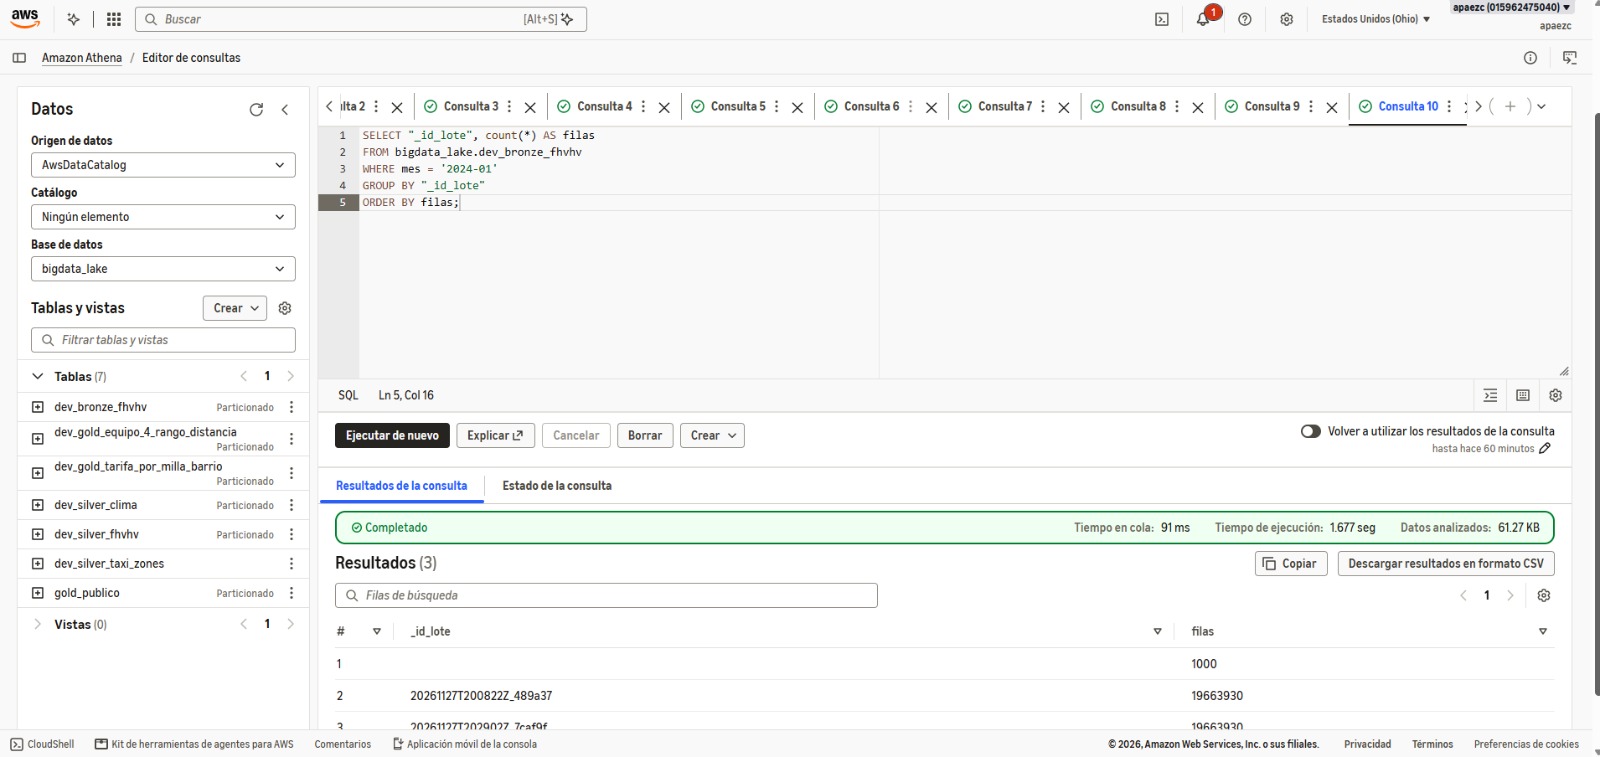 aws
Buscar
[Alt+S]
1
Estados Unidos (Ohio)
apaezc (015962475040)
apaezc
Amazon Athena / Editor de consultas
Datos
Origen de datos
AwsDataCatalog
Catálogo
Ningún elemento
Base de datos
bigdata_lake
Tablas y vistas
Crear
Filtrar tablas y vistas
Tablas (7)
1
dev_bronze_fhvhv
Particionado
dev_gold_equipo_4_rango_distancia
Particionado
dev_gold_tarifa_por_milla_barrio
Particionado
dev_silver_clima
Particionado
dev_silver_fhvhv
Particionado
dev_silver_taxi_zones
gold_publico
Particionado
Vistas (0)
1
lta 2
Consulta 3
Consulta 4
Consulta 5
Consulta 6
Consulta 7
Consulta 8
Consulta 9
Consulta 10
1 SELECT "_id_lote", count(*) AS filas
2 FROM bigdata_lake.dev_bronze_fhvhv
3 WHERE mes = '2024-01'
4 GROUP BY "_id_lote"
5 ORDER BY filas;
SQL
Ln 5, Col 16
Ejecutar de nuevo
Explicar
Cancelar
Borrar
Crear
Volver a utilizar los resultados de la consulta
hasta hace 60 minutos
Resultados de la consulta
Estado de la consulta
Completado
Tiempo en cola: 91 ms
Tiempo de ejecución: 1.677 seg
Datos analizados: 61.27 KB
Resultados (3)
Copiar
Descargar resultados en formato CSV
Filas de búsqueda
1
# _id_lote filas
1 1000
2 20261127T200822Z_489a37 19663930
3 20261127T202902Z_7caf9f 19663930
CloudShell
Kit de herramientas de agentes para AWS
Comentarios
Aplicación móvil de la consola
© 2026, Amazon Web Services, Inc. o sus filiales.
Privacidad
Términos
Preferencias de cookies